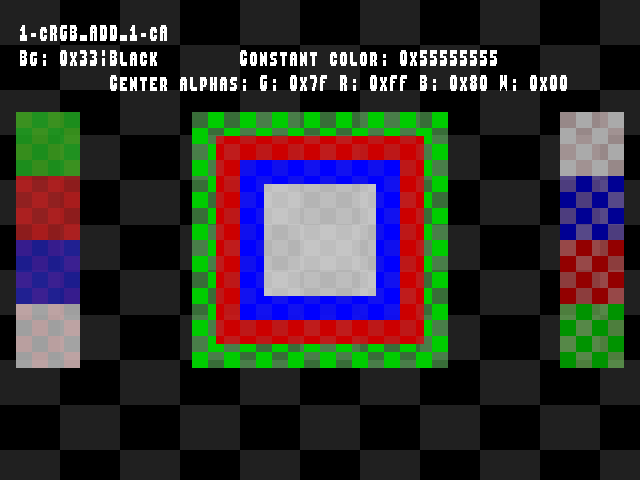 1-cRGB_ADD_1-cA
Bg: 0x33¦Black Constant color: 0x55555555
Center alphas: G: 0x7f R: 0xff B: 0x80 W: 0x00